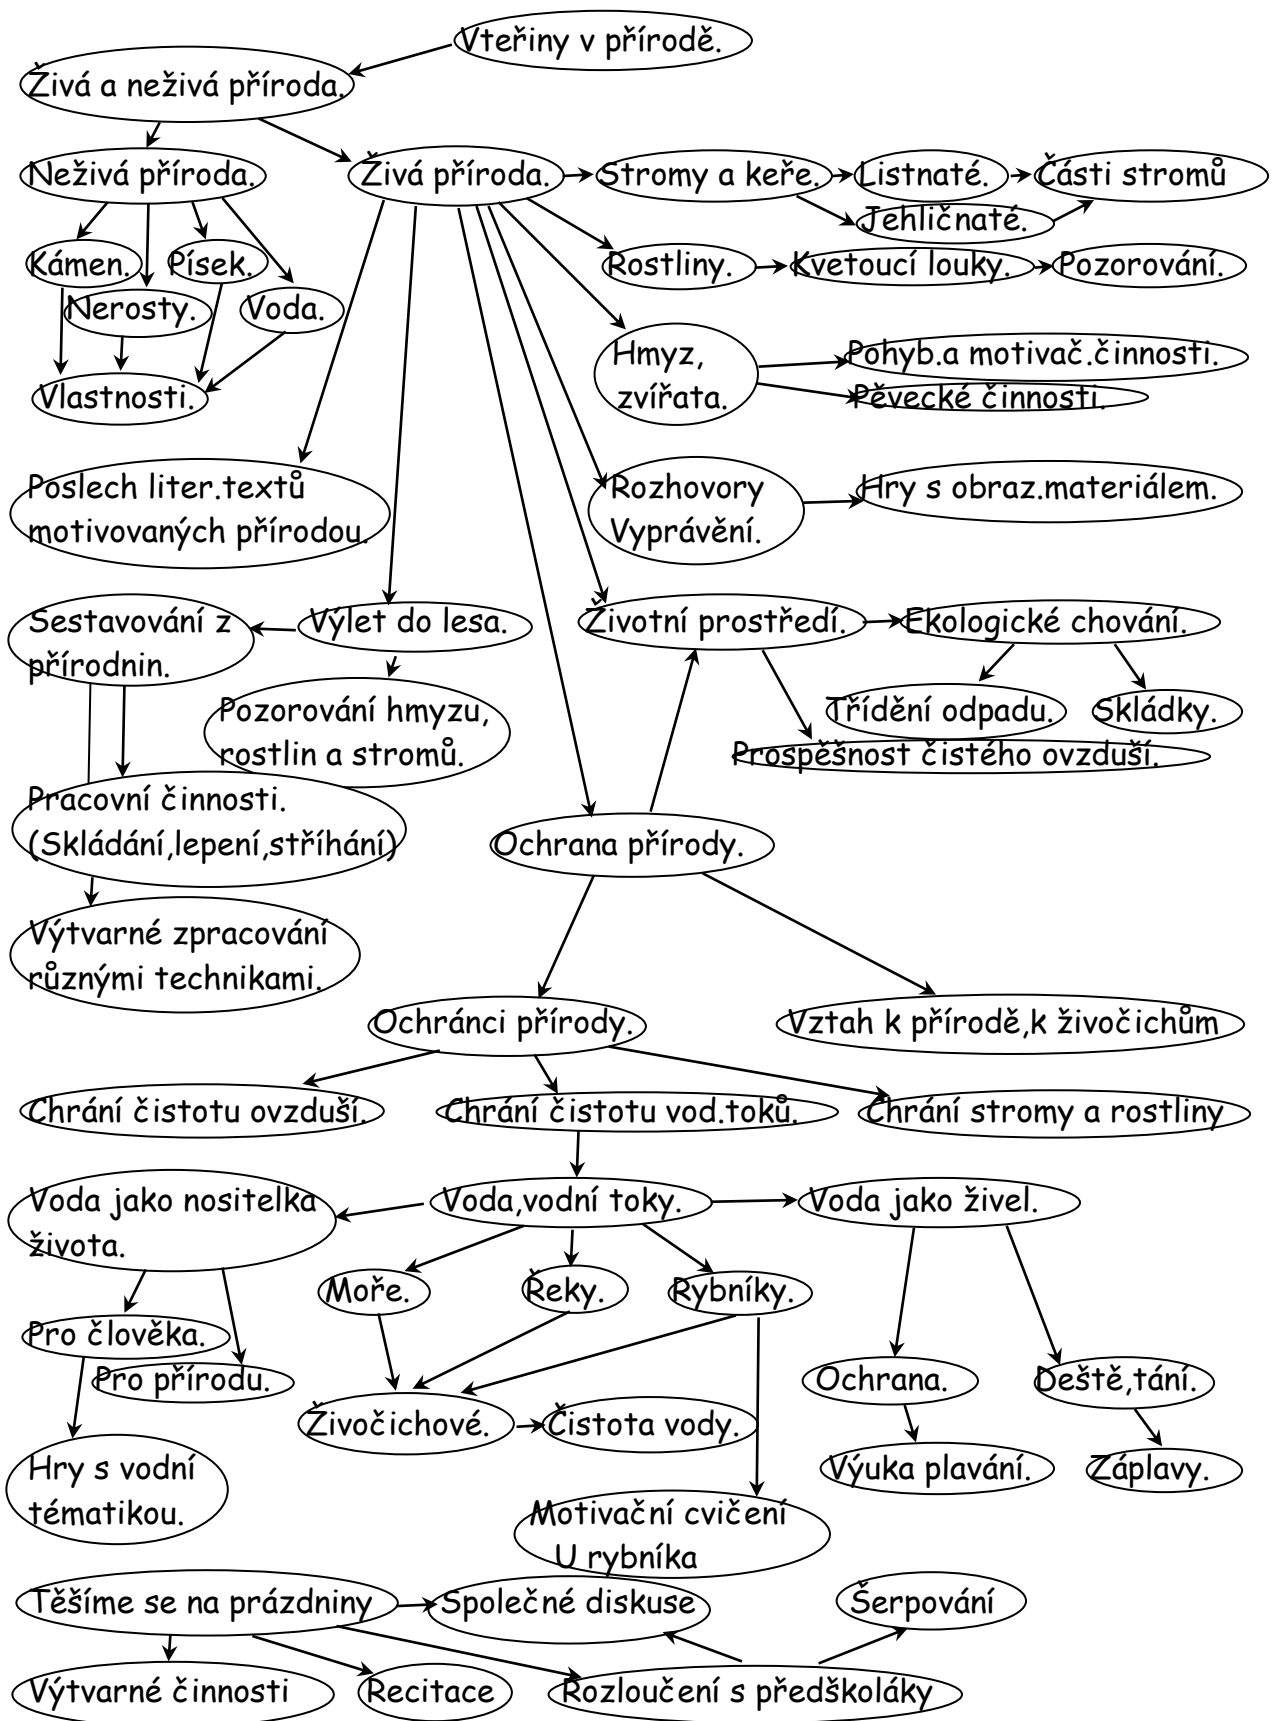 Vteřiny v přírodě.
Živá a neživá příroda.
Neživá příroda.
Živá příroda.
Stromy a keře.
Listnaté.
Části stromů
Jehličnaté.
Kámen.
Písek.
Rostliny.
Kvetoucí louky.
Pozorování.
Nerosty.
Voda.
Hmyz,
zvířata.
Pohyb.a motivač.činnosti.
Vlastnosti.
Pěvecké činnosti.
Poslech liter.textů
motivovaných přírodou.
Rozhovory
Vyprávění.
Hry s obraz.materiálem.
Sestavování z
přírodnin.
Výlet do lesa.
Životní prostředí.
Ekologické chování.
Pozorování hmyzu,
rostlin a stromů.
Třídění odpadu.
Skládky.
Prospěšnost čistého ovzduší.
Pracovní činnosti.
(Skládání,lepení,stříhání)
Ochrana přírody.
Výtvarné zpracování
různými technikami.
Ochránci přírody.
Vztah k přírodě,k živočichům
Chrání čistotu ovzduší.
Chrání čistotu vod.toků.
Chrání stromy a rostliny
Voda jako nositelka
života.
Voda,vodní toky.
Voda jako živel.
Moře.
Řeky.
Rybníky.
Pro člověka.
Pro přírodu.
Ochrana.
Deště,tání.
Živočichové.
Čistota vody.
Hry s vodní
tématikou.
Výuka plavání.
Záplavy.
Motivační cvičení
U rybníka
Těšíme se na prázdniny
Společné diskuse
Šerpování
Výtvarné činnosti
Recitace
Rozloučení s předškoláky